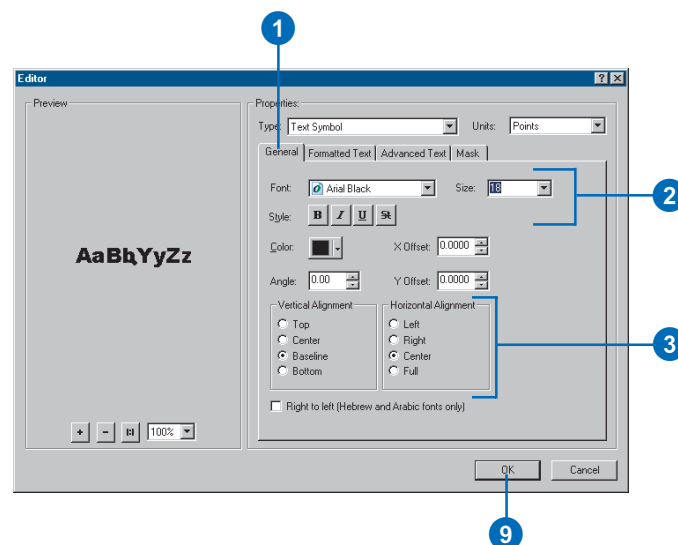 1
Editor
Preview
Properties:
Type: Text Symbol Units: Points
General Formatted Text Advanced Text Mask
Font: Arial Black Size: 18
2
Style: B I U St
AaBbYyZz
Color: X Offset: 0.0000
Angle: 0.00 Y Offset: 0.0000
Vertical Alignment Horizontal Alignment
Top Left
Center Right
3
Baseline Center
Bottom Full
Right to left (Hebrew and Arabic fonts only)
+ - 1:1 100%
OK Cancel
9